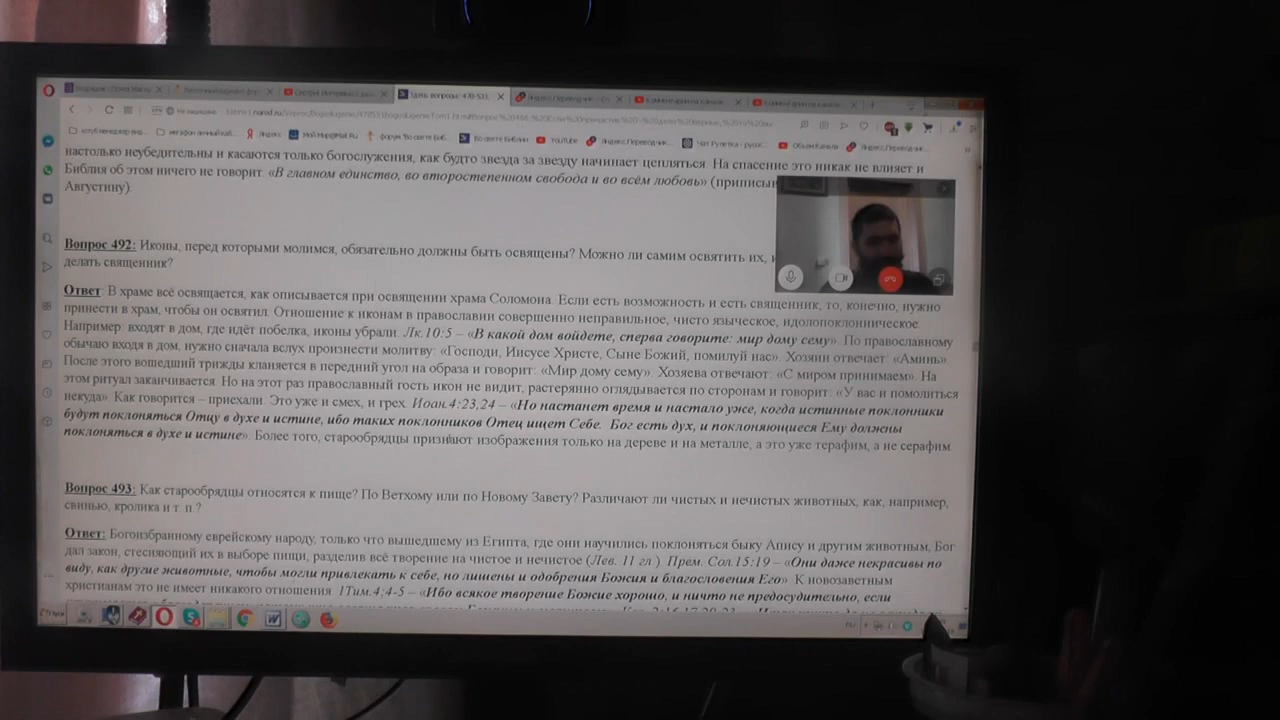 Здесь вопросы: 470-531.
настолько неубедительны и касаются только богослужения, как будто звезда за звезду начинает цепляться. На спасение это никак не влияет и
Библия об этом ничего не говорит. «В главном единство, во второстепенном свобода и во всём любовь» (приписы
Августину).
Вопрос 492: Иконы, перед которыми молимся, обязательно должны быть освящены? Можно ли самим освятить их,
делать священник?
Ответ: В храме всё освящается, как описывается при освящении храма Соломона. Если есть возможность и есть священник, то, конечно, нужно
принести в храм, чтобы он освятил. Отношение к иконам в православии совершенно неправильное, чисто языческое, идолопоклонническое.
Например: входят в дом, где идёт побелка, иконы убрали. Лк.10:5 – «В какой дом войдете, сперва говорите: мир дому сему». По православному
обычаю входя в дом, нужно сначала вслух произнести молитву: «Господи, Иисусе Христе, Сыне Божий, помилуй нас». Хозяин отвечает: «Аминь».
После этого вошедший трижды кланяется в передний угол на образа и говорит: «Мир дому сему». Хозяева отвечают: «С миром принимаем». На
этом ритуал заканчивается. Но на этот раз православный гость икон не видит, растерянно оглядывается по сторонам и говорит: «У вас и помолиться
некуда». Как говорится – приехали. Это уже и смех, и грех. Иоан.4:23,24 – «Но настанет время и настало уже, когда истинные поклонники
будут поклоняться Отцу в духе и истине, ибо таких поклонников Отец ищет Себе. Бог есть дух, и поклоняющиеся Ему должны
поклоняться в духе и истине». Более того, старообрядцы признают изображения только на дереве и на металле, а это уже терафим, а не серафим.
Вопрос 493: Как старообрядцы относятся к пище? По Ветхому или по Новому Завету? Различают ли чистых и нечистых животных, как, например,
свинью, кролика и т. п.?
Ответ: Богоизбранному еврейскому народу, только что вышедшему из Египта, где они научились поклоняться быку Апису и другим животным, Бог
дал закон, стесняющий их в выборе пищи, разделив всё творение на чистое и нечистое (Лев. 11 гл.). Прем. Сол.15:19 – «Они даже некрасивы по
виду, как другие животные, чтобы могли привлекать к себе, но лишены и одобрения Божия и благословения Его». К новозаветным
христианам это не имеет никакого отношения. 1Тим.4:4-5 – «Ибо всякое творение Божие хорошо, и ничто не предосудительно, если